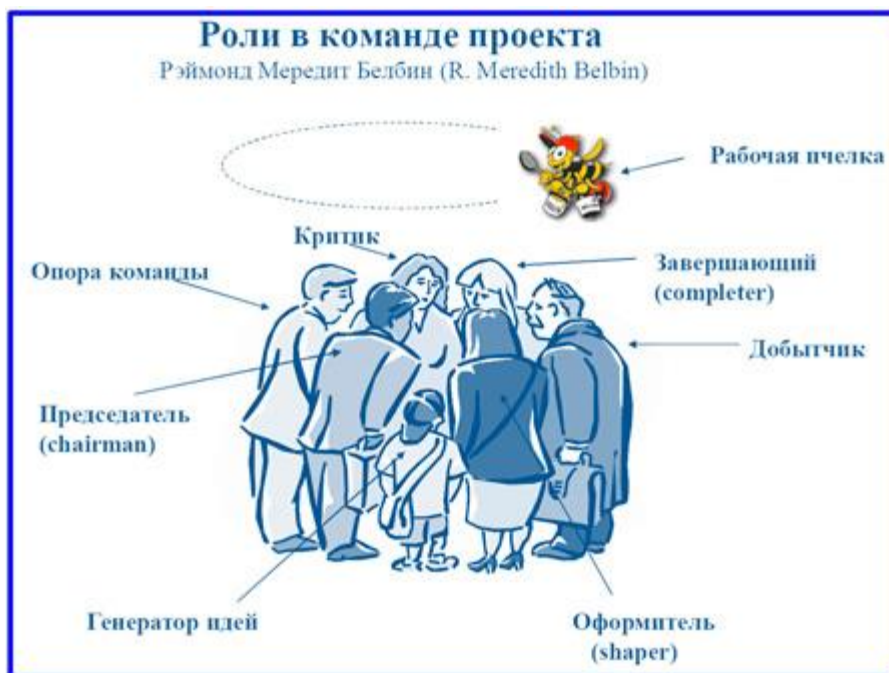 Роли в команде проекта
Рэймонд Мередит Белбин (R. Meredith Belbin)
Рабочая пчелка
Критик
Опора команды
Завершающий
(completer)
Добытчик
Председатель
(chairman)
Генератор идей
Оформитель
(shaper)